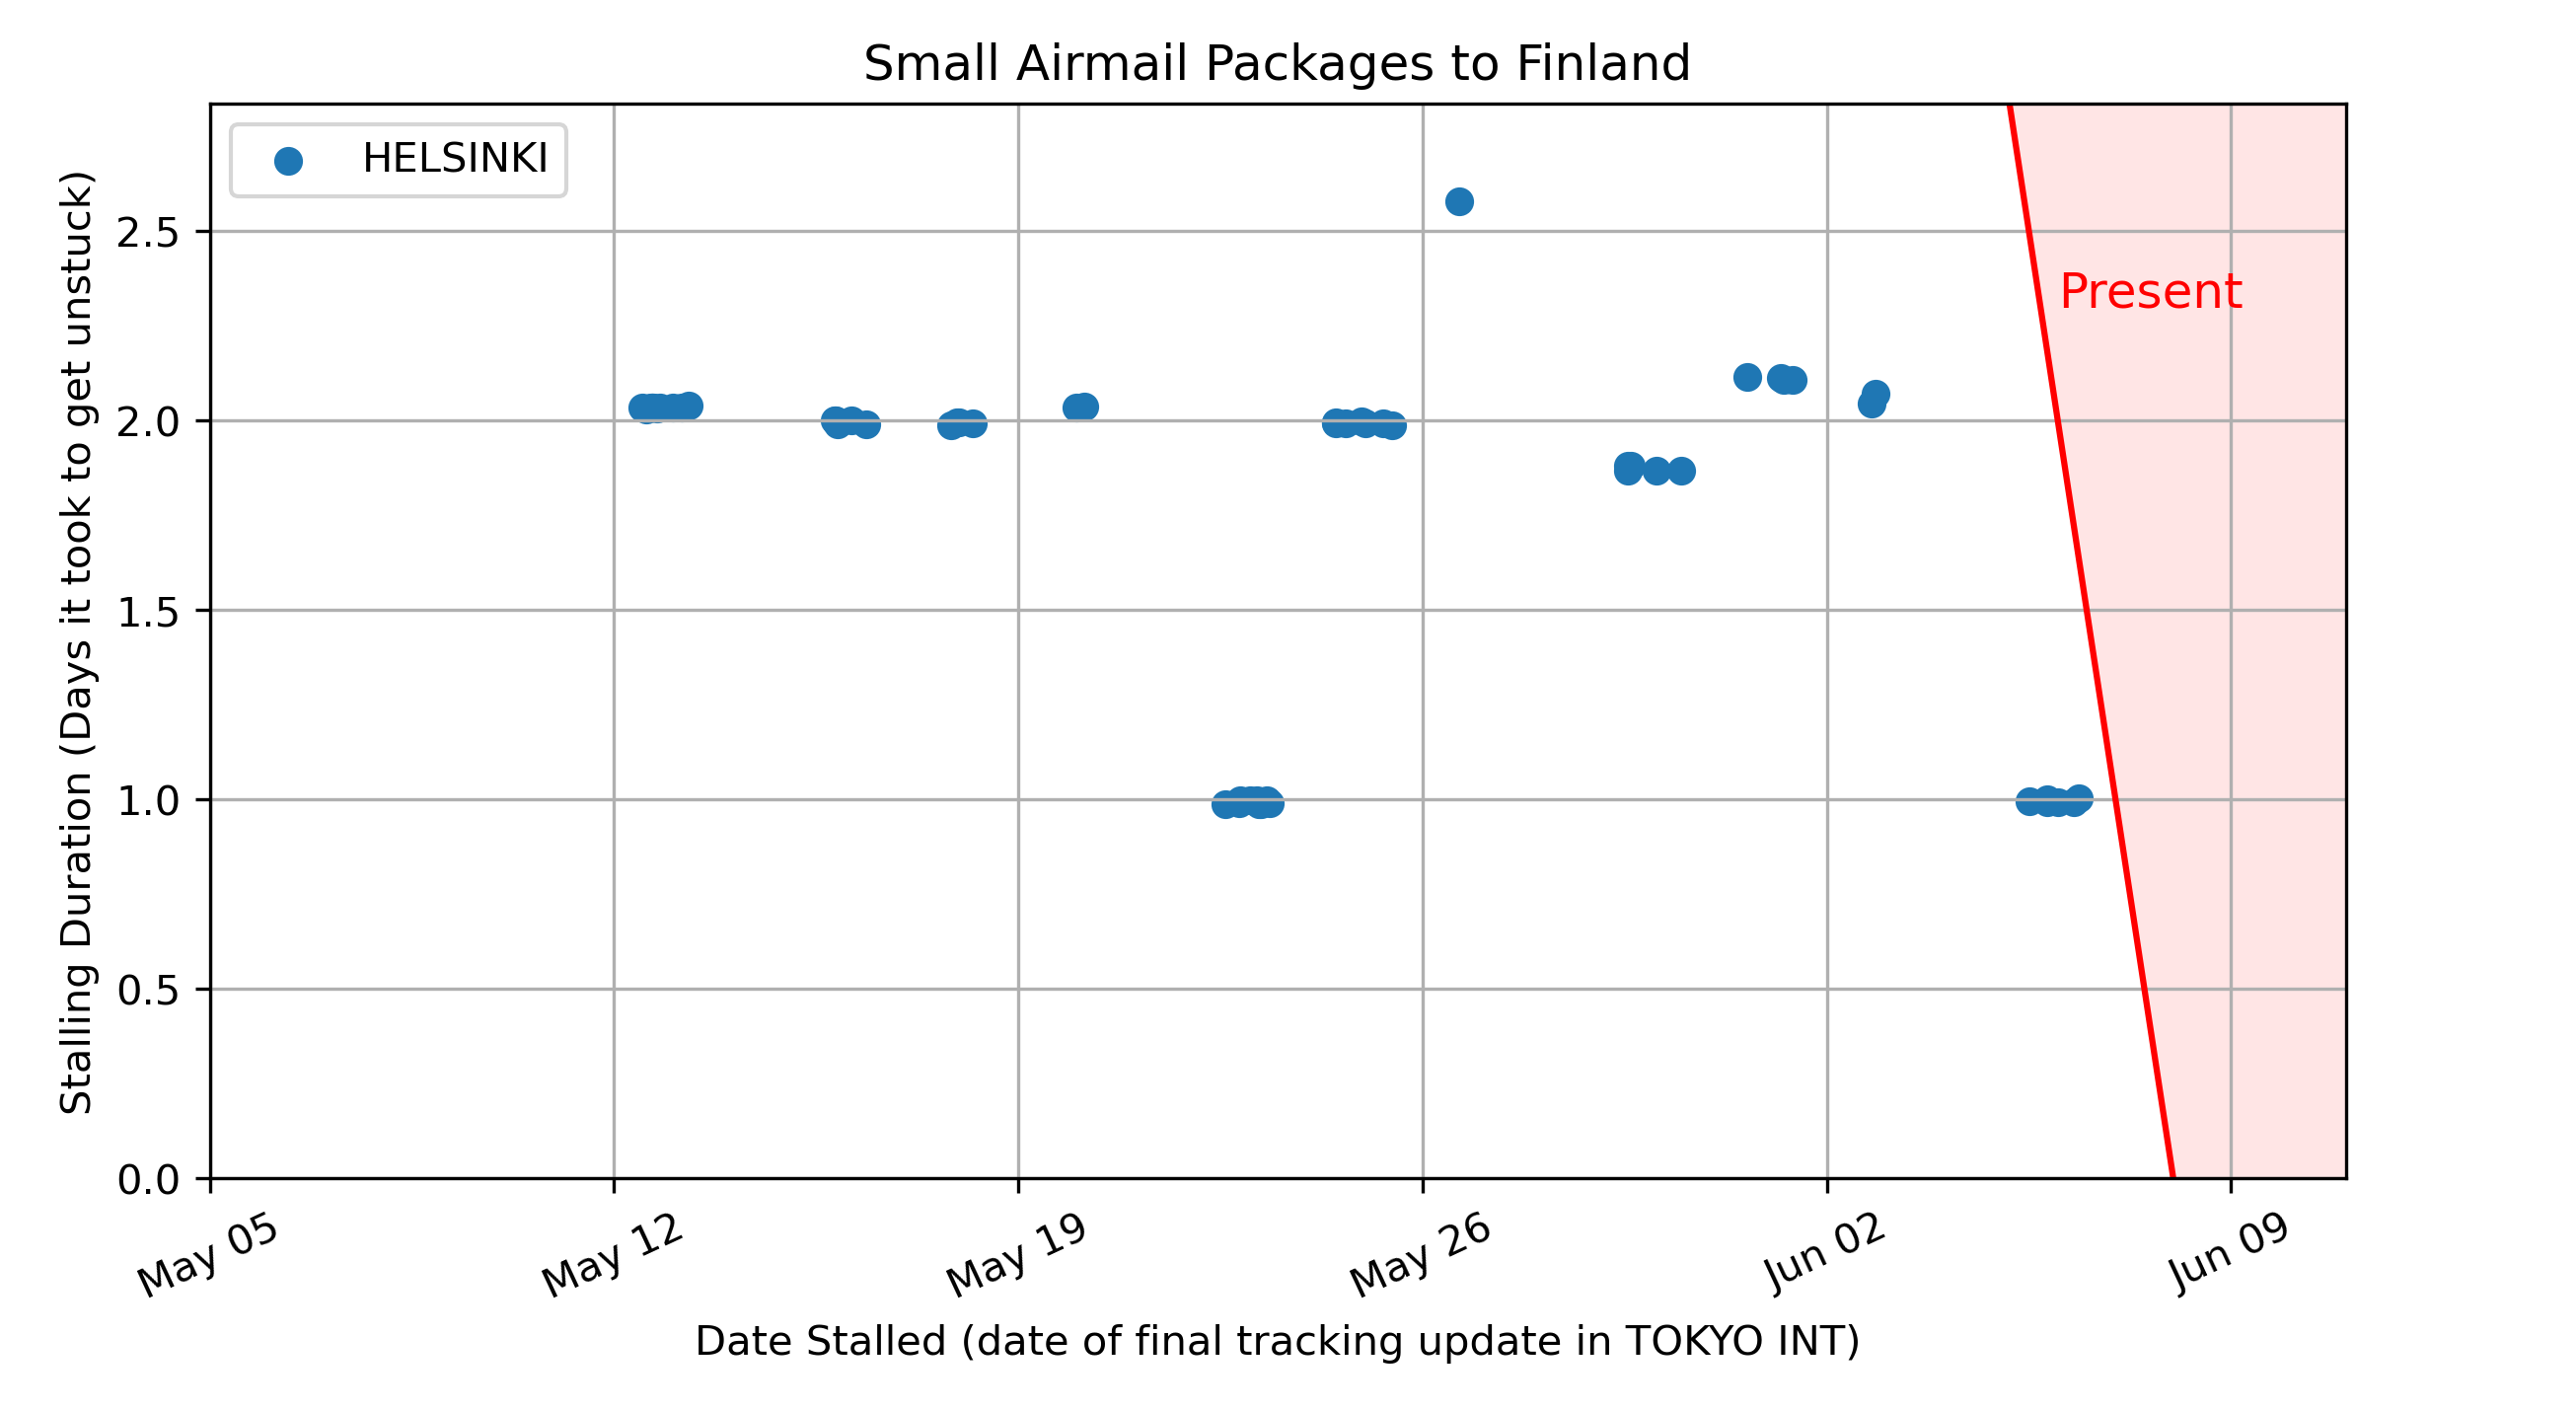 Small Airmail Packages to Finland
HELSINKI
Present
Stalling Duration (Days it took to get unstuck)
2.5
2.0
1.5
1.0
0.5
0.0
May 05
May 12
May 19
May 26
Jun 02
Jun 09
Date Stalled (date of final tracking update in TOKYO INT)